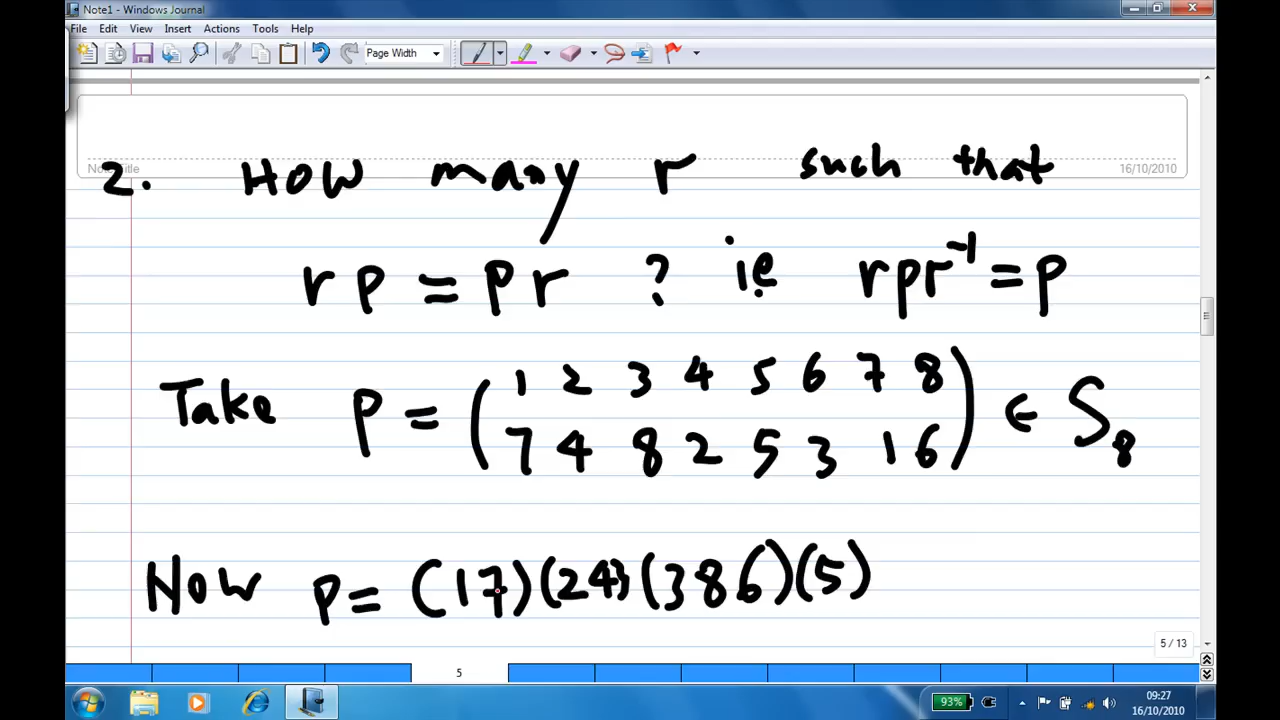 Note1 - Windows Journal
File Edit View Insert Actions Tools Help
Page Width
Note Title
16/10/2010
2. How many r such that
rp = pr ? ie rpr⁻¹ = p
Take p = ( 1 2 3 4 5 6 7 8
7 4 8 2 5 3 1 6 ) ∈ S₈
Now p = (17)(24)(386)(5)
5 / 13
5
93%
09:27
16/10/2010